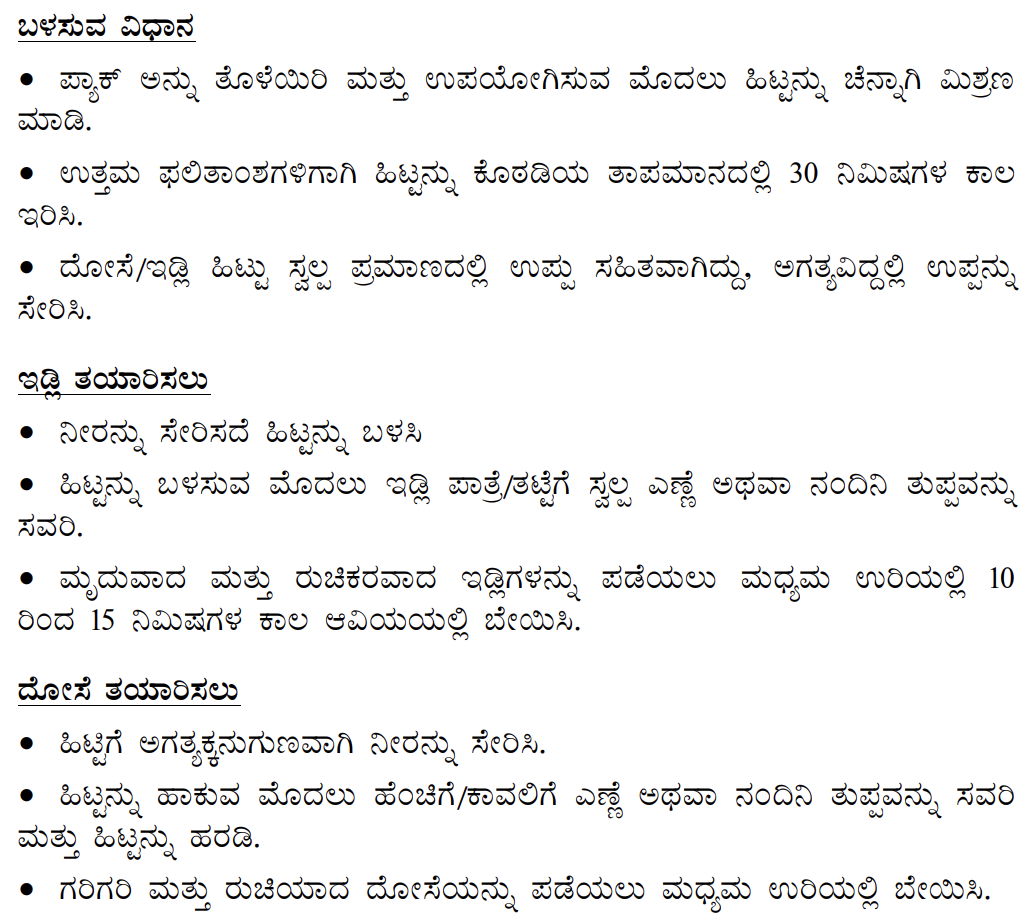 ಬಳಸುವ ವಿಧಾನ
● ಪ್ಯಾಕ್ ಅನ್ನು ತೊಳೆಯಿರಿ ಮತ್ತು ಉಪಯೋಗಿಸುವ ಮೊದಲು ಹಿಟ್ಟನ್ನು ಚೆನ್ನಾಗಿ ಮಿಶ್ರಣ
ಮಾಡಿ.
● ಉತ್ತಮ ಫಲಿತಾಂಶಗಳಿಗಾಗಿ ಹಿಟ್ಟನ್ನು ಕೊಠಡಿಯ ತಾಪಮಾನದಲ್ಲಿ 30 ನಿಮಿಷಗಳ ಕಾಲ
ಇರಿಸಿ.
● ದೋಸೆ/ಇಡ್ಲಿ ಹಿಟ್ಟು ಸ್ವಲ್ಪ ಪ್ರಮಾಣದಲ್ಲಿ ಉಪ್ಪು ಸಹಿತವಾಗಿದ್ದು, ಅಗತ್ಯವಿದ್ದಲ್ಲಿ ಉಪ್ಪನ್ನು
ಸೇರಿಸಿ.
ಇಡ್ಲಿ ತಯಾರಿಸಲು
● ನೀರನ್ನು ಸೇರಿಸದೆ ಹಿಟ್ಟನ್ನು ಬಳಸಿ
● ಹಿಟ್ಟನ್ನು ಬಳಸುವ ಮೊದಲು ಇಡ್ಲಿ ಪಾತ್ರೆ/ತಟ್ಟೆಗೆ ಸ್ವಲ್ಪ ಎಣ್ಣೆ ಅಥವಾ ನಂದಿನಿ ತುಪ್ಪವನ್ನು
ಸವರಿ.
● ಮೃದುವಾದ ಮತ್ತು ರುಚಿಕರವಾದ ಇಡ್ಲಿಗಳನ್ನು ಪಡೆಯಲು ಮಧ್ಯಮ ಉರಿಯಲ್ಲಿ 10
ರಿಂದ 15 ನಿಮಿಷಗಳ ಕಾಲ ಆವಿಯಯಲ್ಲಿ ಬೇಯಿಸಿ.
ದೋಸೆ ತಯಾರಿಸಲು
● ಹಿಟ್ಟಿಗೆ ಅಗತ್ಯಕ್ಕನುಗುಣವಾಗಿ ನೀರನ್ನು ಸೇರಿಸಿ.
● ಹಿಟ್ಟನ್ನು ಹಾಕುವ ಮೊದಲು ಹೆಂಚಿಗೆ/ಕಾವಲಿಗೆ ಎಣ್ಣೆ ಅಥವಾ ನಂದಿನಿ ತುಪ್ಪವನ್ನು ಸವರಿ
ಮತ್ತು ಹಿಟ್ಟನ್ನು ಹರಡಿ.
● ಗರಿಗರಿ ಮತ್ತು ರುಚಿಯಾದ ದೋಸೆಯನ್ನು ಪಡೆಯಲು ಮಧ್ಯಮ ಉರಿಯಲ್ಲಿ ಬೇಯಿಸಿ.